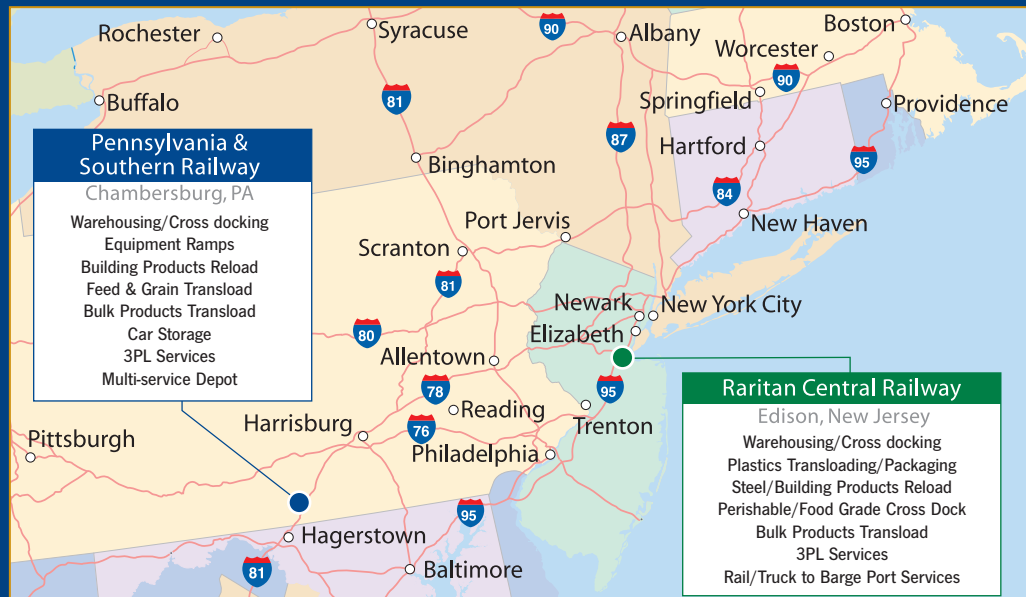 Rochester
Syracuse
90
Albany
Boston
Worcester
90
Buffalo
81
Springfield
Providence
87
Hartford
95
Binghamton
84
New Haven
Port Jervis
Scranton
81
Newark
New York City
Elizabeth
80
Allentown
78
95
Reading
Trenton
Harrisburg
76
Pittsburgh
Philadelphia
95
Hagerstown
81
Baltimore
Pennsylvania &
Southern Railway
Chambersburg, PA
Warehousing/Cross docking
Equipment Ramps
Building Products Reload
Feed & Grain Transload
Bulk Products Transload
Car Storage
3PL Services
Multi-service Depot
Raritan Central Railway
Edison, New Jersey
Warehousing/Cross docking
Plastics Transloading/Packaging
Steel/Building Products Reload
Perishable/Food Grade Cross Dock
Bulk Products Transload
3PL Services
Rail/Truck to Barge Port Services